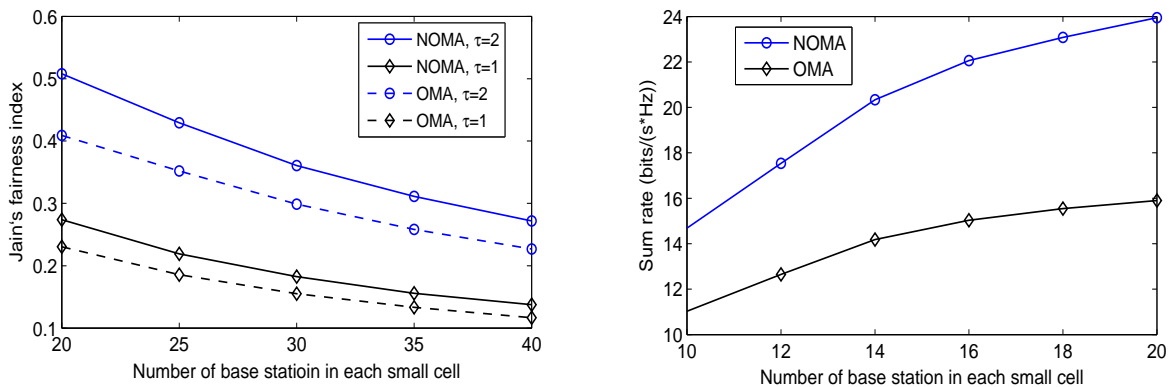 0.6
0.5
0.4
0.3
0.2
0.1
20
25
30
35
40
Jain's fairness index
Number of base statioin in each small cell
NOMA, τ=2
NOMA, τ=1
OMA, τ=2
OMA, τ=1
24
22
20
18
16
14
12
10
10
12
14
16
18
20
Sum rate (bits/(s*Hz))
Number of base station in each small cell
NOMA
OMA